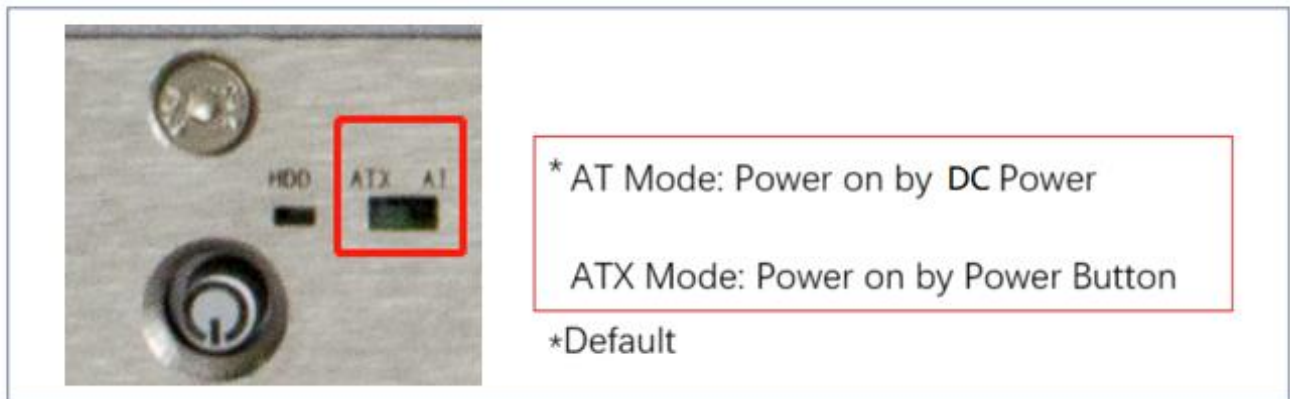 HDD ATX AT
* AT Mode: Power on by DC Power
ATX Mode: Power on by Power Button
*Default